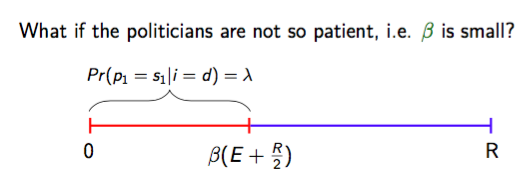 What if the politicians are not so patient, i.e. β is small?
Pr(p₁ = s₁|i = d) = λ
0 β(E + R/2) R